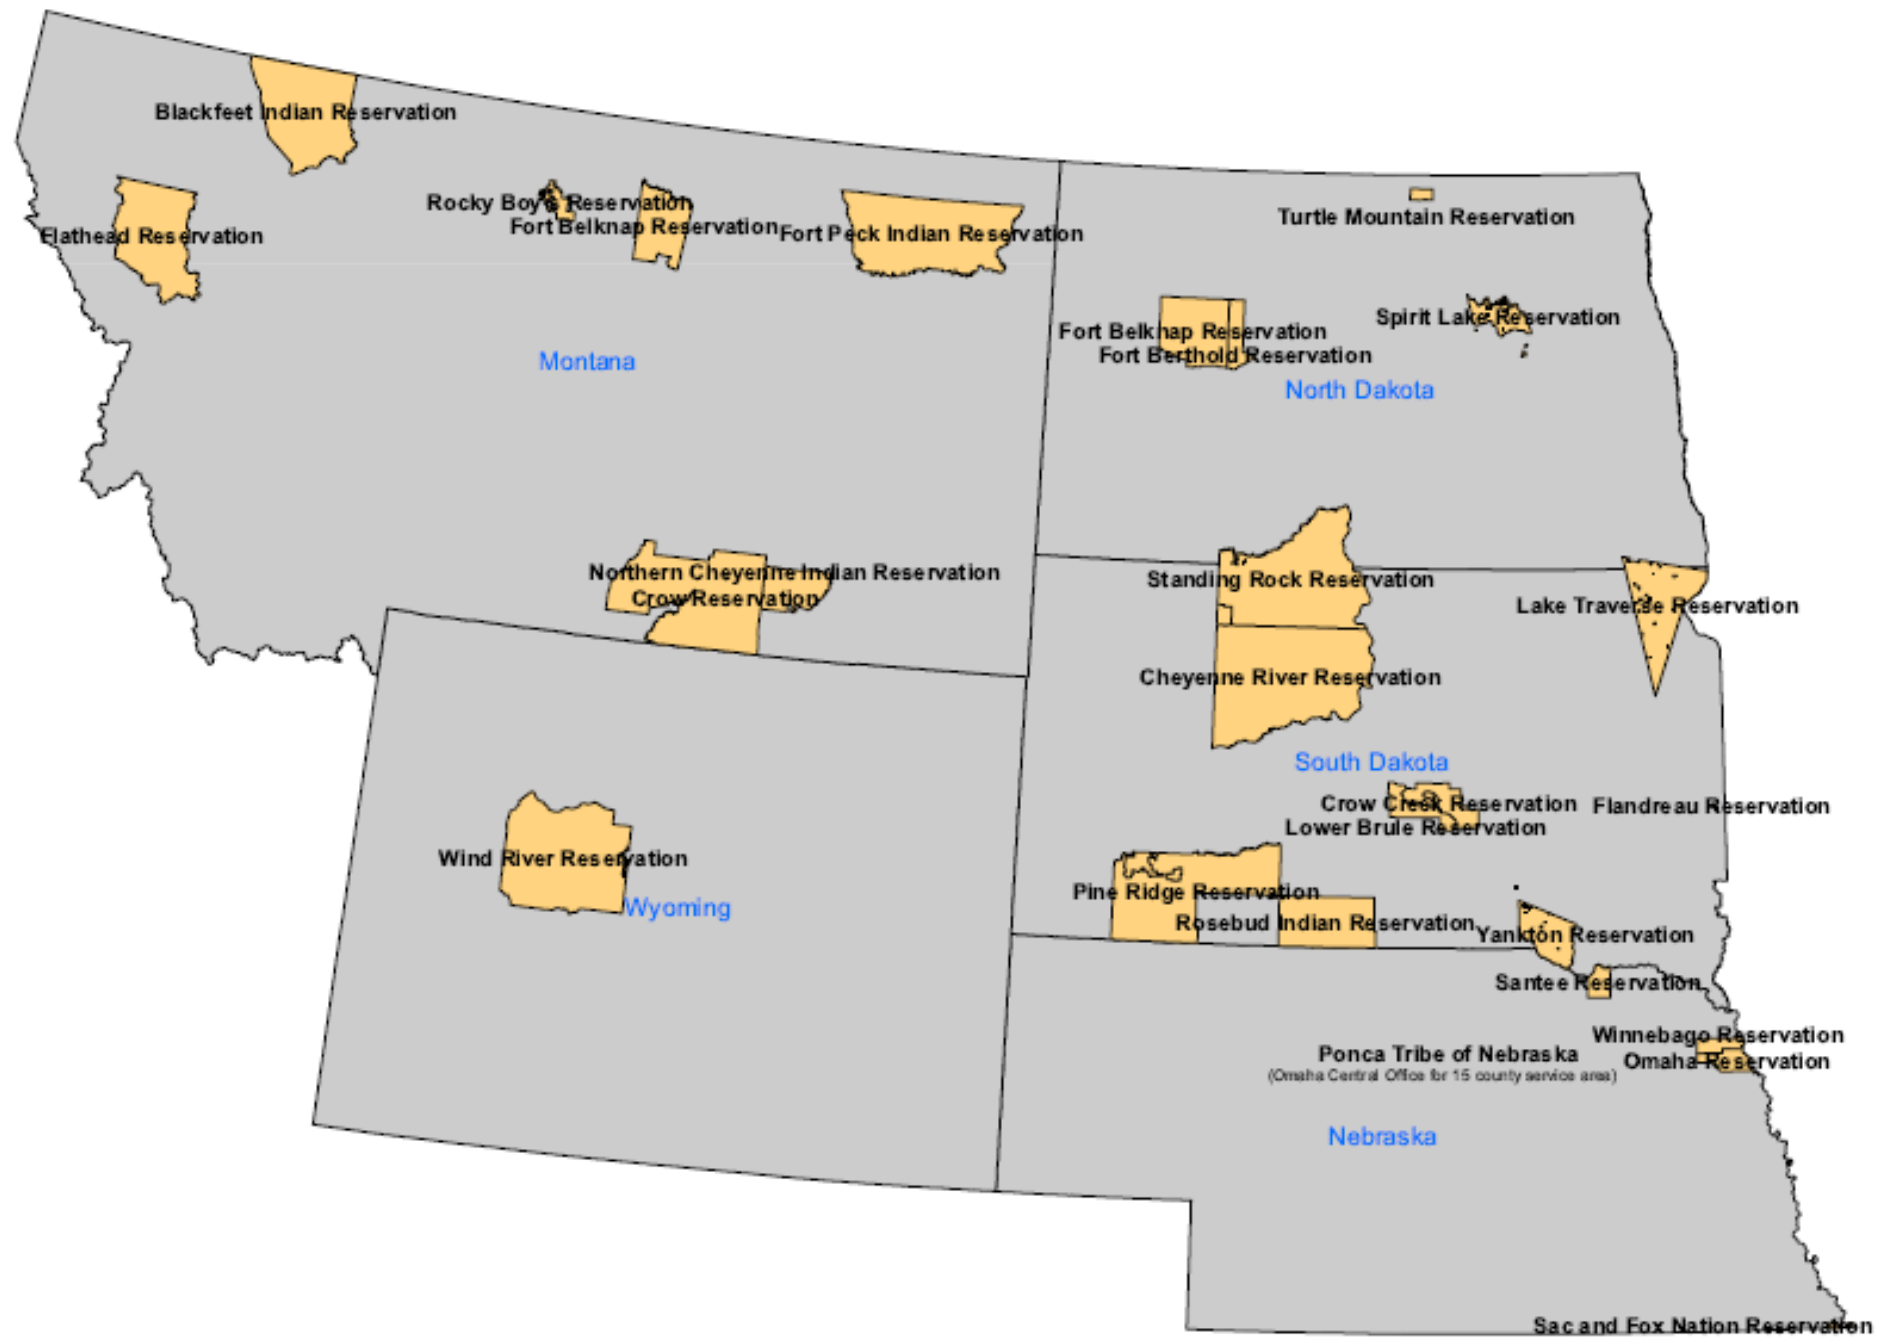 Blackfeet Indian Reservation
Rocky Boy's Reservation
Fort Belknap Reservation
Flathead Reservation
Fort Peck Indian Reservation
Turtle Mountain Reservation
Spirit Lake Reservation
Fort Belknap Reservation
Fort Berthold Reservation
Montana
North Dakota
Northern Cheyenne Indian Reservation
Crow Reservation
Standing Rock Reservation
Lake Traverse Reservation
Cheyenne River Reservation
South Dakota
Crow Creek Reservation
Flandreau Reservation
Lower Brule Reservation
Wind River Reservation
Wyoming
Pine Ridge Reservation
Rosebud Indian Reservation
Yankton Reservation
Santee Reservation
Winnebago Reservation
Omaha Reservation
Ponca Tribe of Nebraska
(Omaha Central Office for 15 county service area)
Nebraska
Sac and Fox Nation Reservation